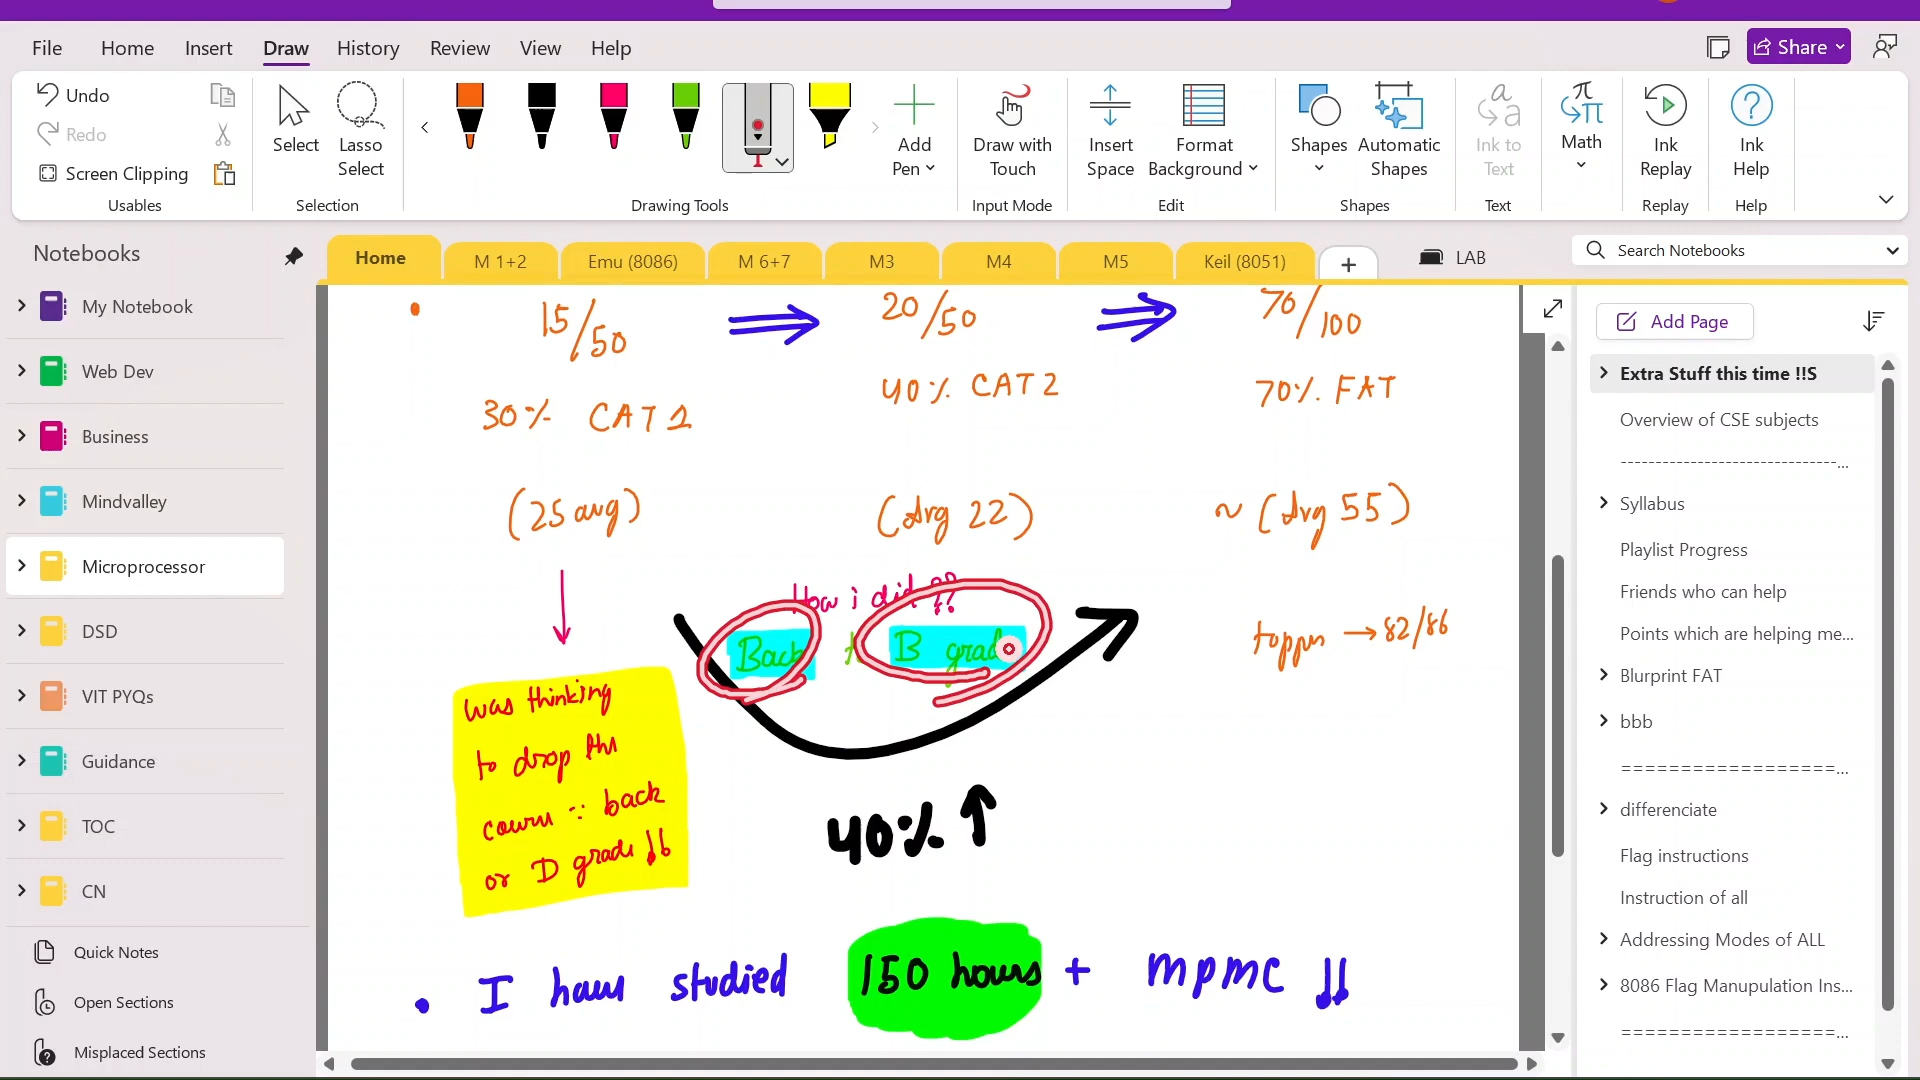 File Home Insert Draw History Review View Help
Share
Undo
Redo
Screen Clipping
Usables
Select
Lasso Select
Selection
Drawing Tools
Add Pen
Draw with Touch
Input Mode
Insert Space
Format Background
Edit
Shapes
Automatic Shapes
Shapes
Ink to Text
Text
Math
Ink Replay
Replay
Ink Help
Help
Notebooks
My Notebook
Web Dev
Business
Mindvalley
Microprocessor
DSD
VIT PYQs
Guidance
TOC
CN
Quick Notes
Open Sections
Misplaced Sections
Home
M 1+2
Emu (8086)
M 6+7
M3
M4
M5
Keil (8051)
LAB
Search Notebooks
15/50 ⇒ 20/50 ⇒ 70/100
30% CAT 1
40% CAT 2
70% FAT
(25 avg)
(Avg 22)
~ (Avg 55)
How i did ??
Back
B grade
topper → 82/86
was thinking
to drop the
∵ back
or D grade !!
40% ↑
• I have studied 150 hours + mpmc !!
Add Page
Extra Stuff this time !!S
Overview of CSE subjects
-------------------------------...
Syllabus
Playlist Progress
Friends who can help
Points which are helping me...
Blurprint FAT
bbb
==================...
differenciate
Flag instructions
Instruction of all
Addressing Modes of ALL
8086 Flag Manupulation Ins...
==================...